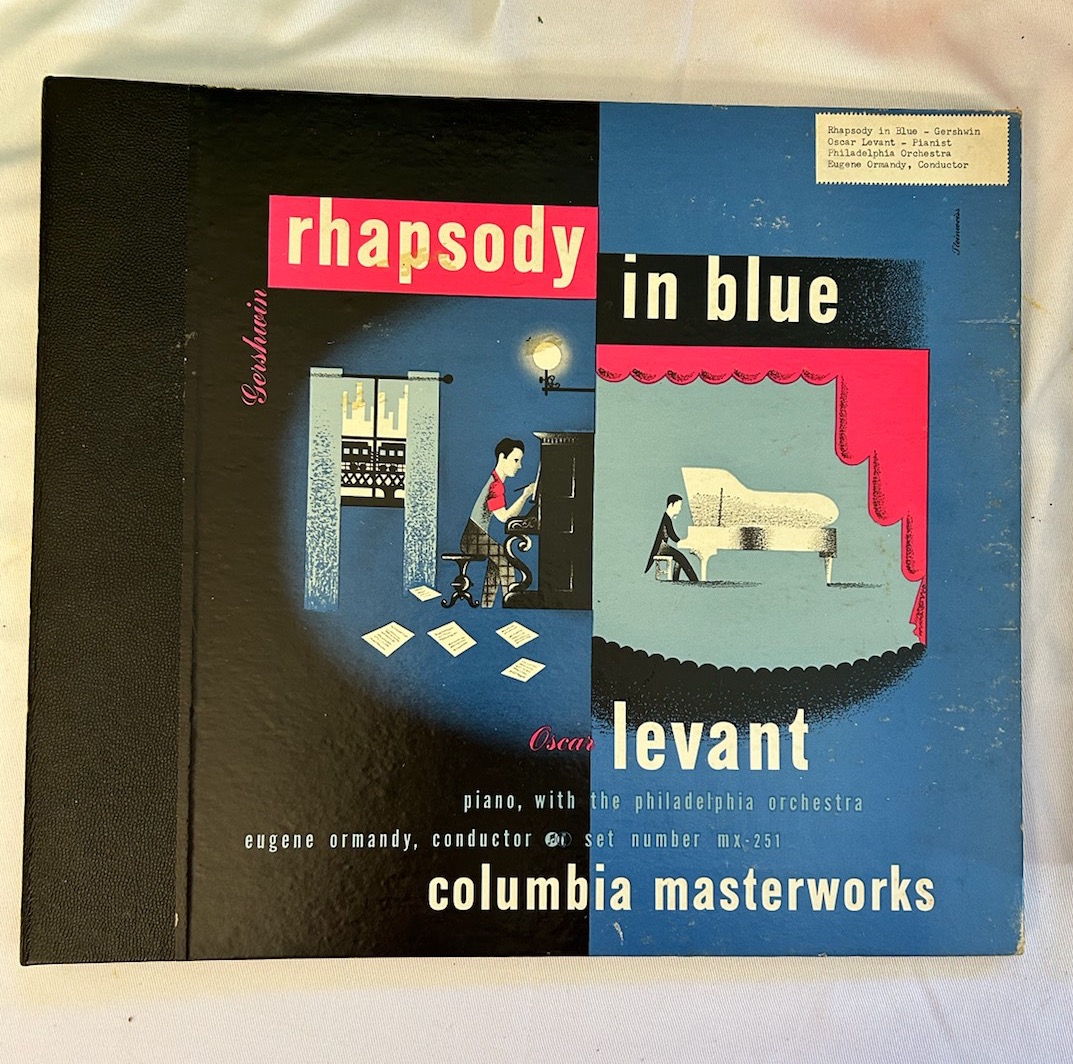 Rhapsody in Blue - Gershwin
Oscar Levant - Pianist
Philadelphia Orchestra
Eugene Ormandy, Conductor
Steinweiss
rhapsody
in blue
Gershwin
Oscar levant
piano, with the philadelphia orchestra
eugene ormandy, conductor set number mx-251
columbia masterworks